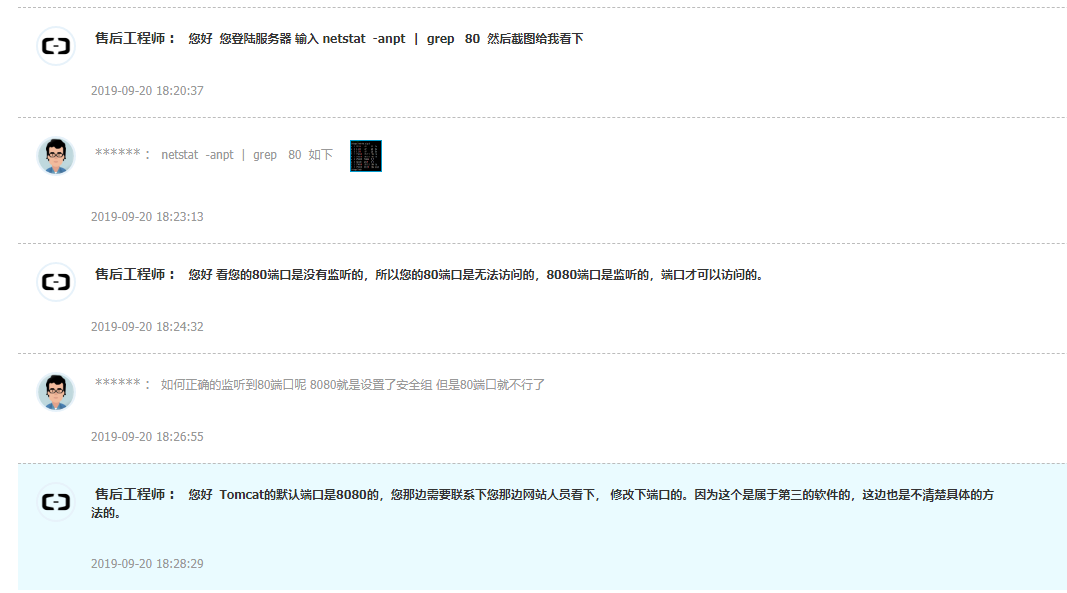 售后工程师： 您好 您登陆服务器 输入 netstat -anpt | grep 80 然后截图给我看下
2019-09-20 18:20:37
******： netstat -anpt | grep 80 如下
2019-09-20 18:23:13
售后工程师： 您好 看您的80端口是没有监听的，所以您的80端口是无法访问的，8080端口是监听的，端口才可以访问的。
2019-09-20 18:24:32
******： 如何正确的监听到80端口呢 8080就是设置了安全组 但是80端口就不行了
2019-09-20 18:26:55
售后工程师： 您好 Tomcat的默认端口是8080的，您那边需要联系下您那边网站人员看下， 修改下端口的。因为这个是属于第三的软件的，这边也是不清楚具体的方
法的。
2019-09-20 18:28:29